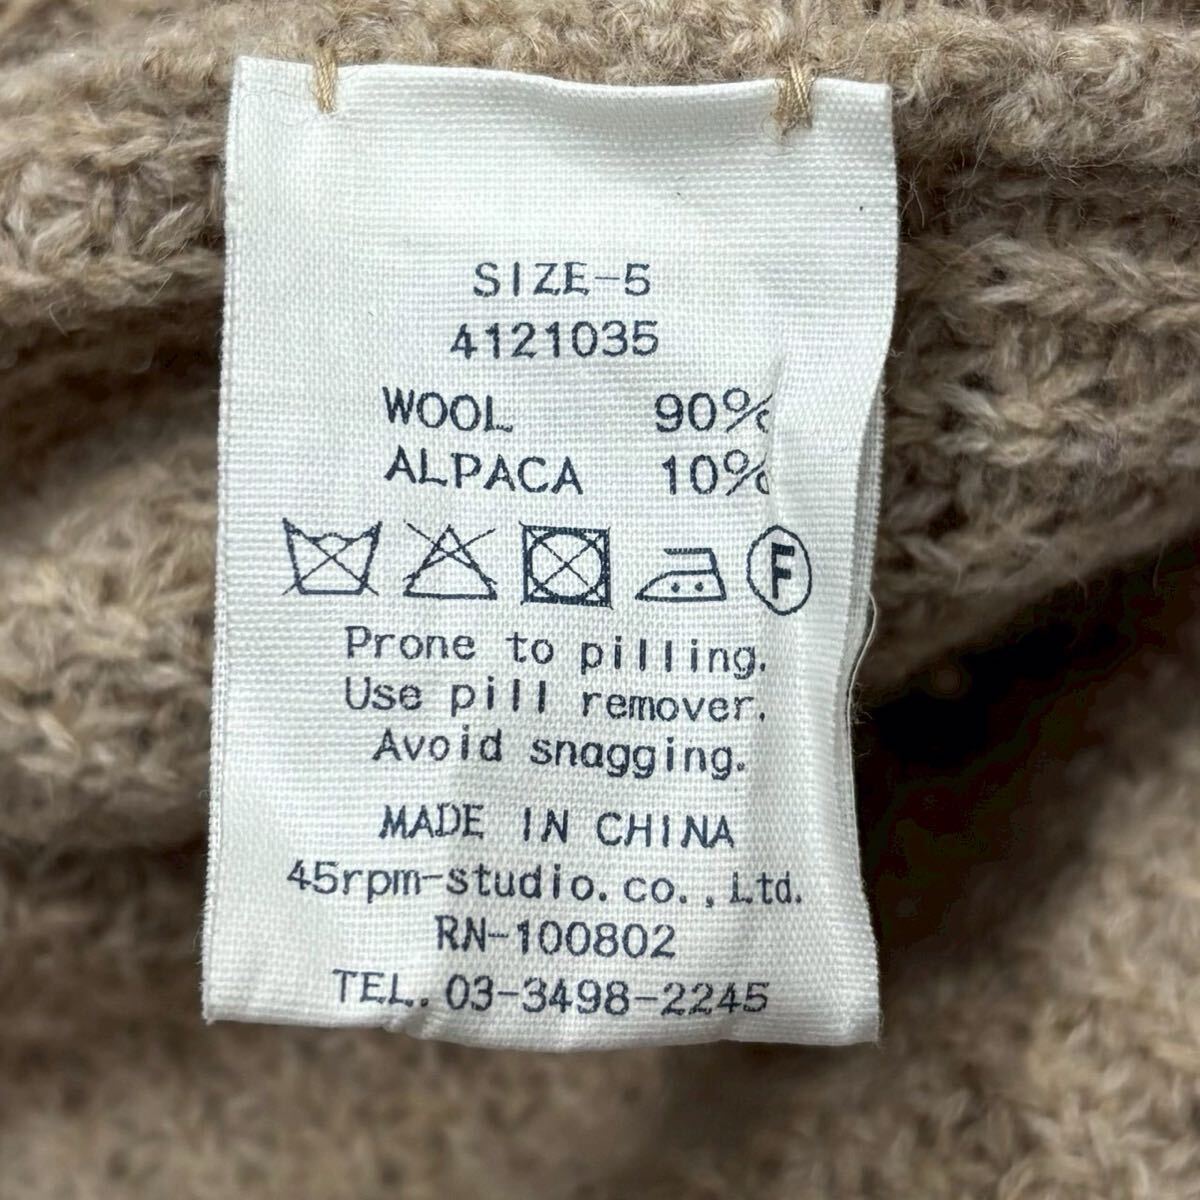 SIZE-5
4121035
WOOL 90%
ALPACA 10%
F
Prone to pilling.
Use pill remover.
Avoid snagging.
MADE IN CHINA
45rpm-studio.co.,Ltd.
RN-100802
TEL. 03-3498-2245